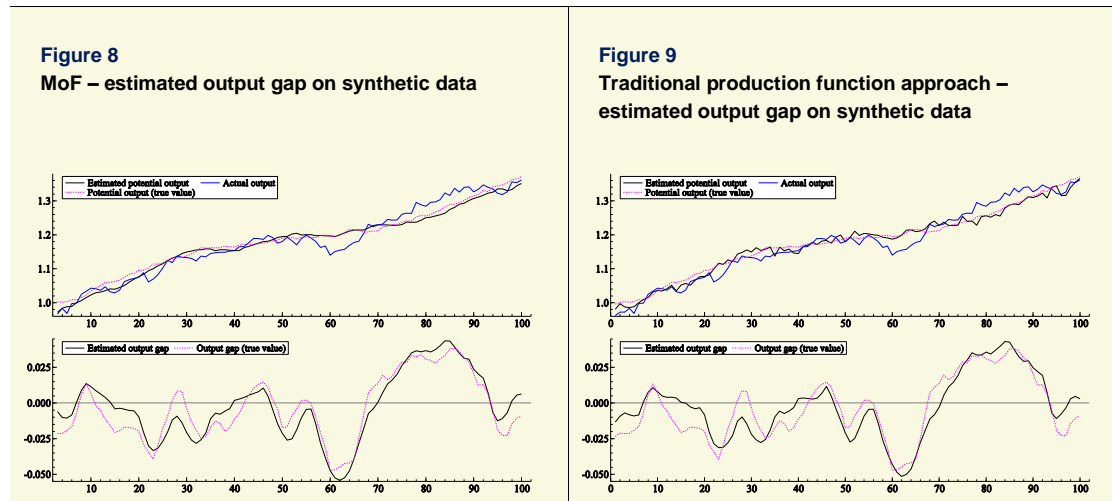 Figure 8
MoF – estimated output gap on synthetic data
Estimated potential output
Actual output
Potential output (true value)
1.3
1.2
1.1
1.0
10 20 30 40 50 60 70 80 90 100
Estimated output gap
Output gap (true value)
0.025
0.000
-0.025
-0.050
10 20 30 40 50 60 70 80 90 100
Figure 9
Traditional production function approach –
estimated output gap on synthetic data
Estimated potential output
Actual output
Potential output (true value)
1.3
1.2
1.1
1.0
0 10 20 30 40 50 60 70 80 90 100
Estimated output gap
Output gap (true value)
0.025
0.000
-0.025
-0.050
0 10 20 30 40 50 60 70 80 90 100